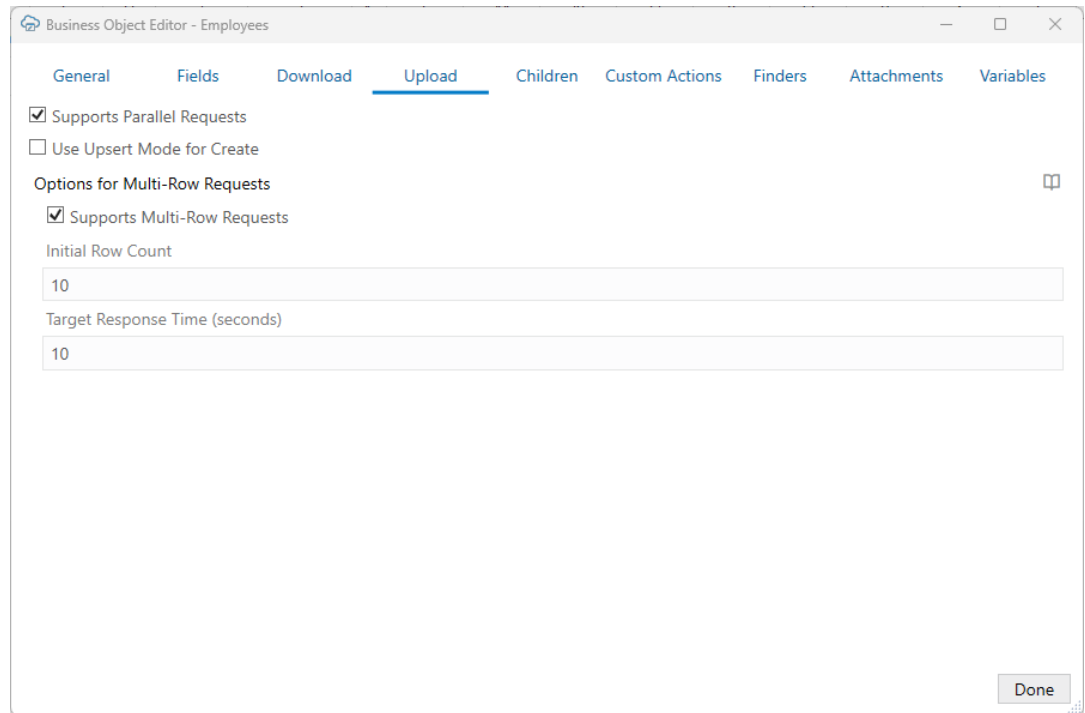 Business Object Editor - Employees
General Fields Download Upload Children Custom Actions Finders Attachments Variables
Supports Parallel Requests
Use Upsert Mode for Create
Options for Multi-Row Requests
Supports Multi-Row Requests
Initial Row Count
10
Target Response Time (seconds)
10
Done